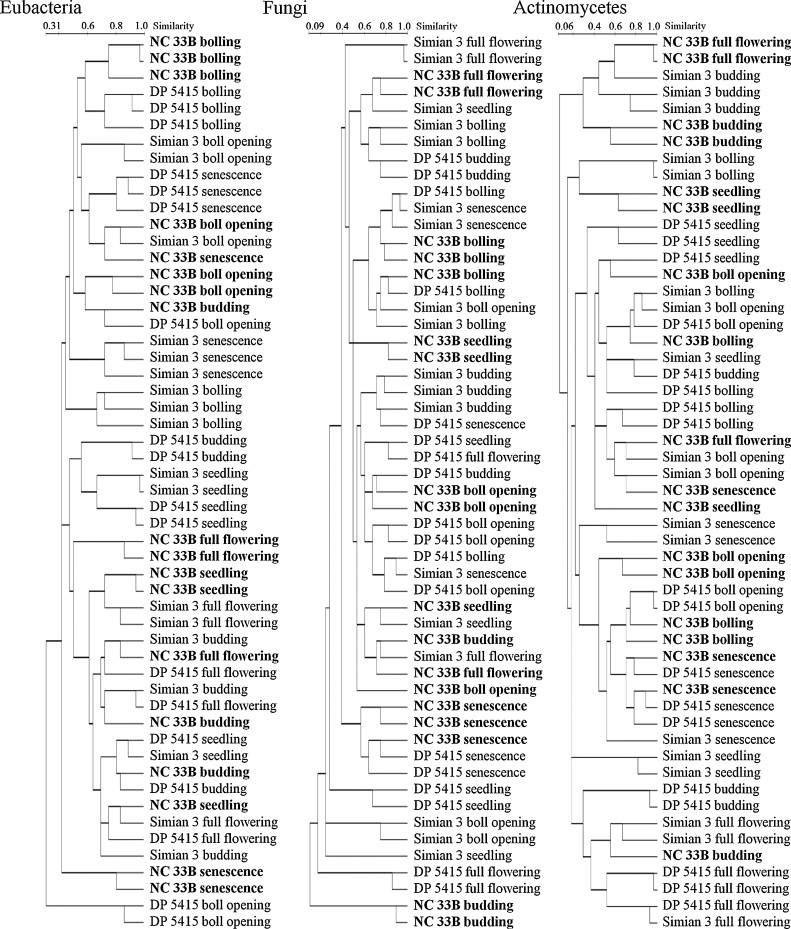 Eubacteria
0.31 0.6 0.8 1.0 Similarity
NC 33B bolling
NC 33B bolling
NC 33B bolling
DP 5415 bolling
DP 5415 bolling
DP 5415 bolling
Simian 3 boll opening
Simian 3 boll opening
DP 5415 senescence
DP 5415 senescence
DP 5415 senescence
NC 33B boll opening
Simian 3 boll opening
NC 33B senescence
NC 33B boll opening
NC 33B boll opening
NC 33B budding
DP 5415 boll opening
Simian 3 senescence
Simian 3 senescence
Simian 3 senescence
Simian 3 bolling
Simian 3 bolling
Simian 3 bolling
DP 5415 budding
DP 5415 budding
Simian 3 seedling
Simian 3 seedling
DP 5415 seedling
DP 5415 seedling
NC 33B full flowering
NC 33B full flowering
NC 33B seedling
NC 33B seedling
Simian 3 full flowering
Simian 3 full flowering
Simian 3 budding
NC 33B full flowering
DP 5415 full flowering
Simian 3 budding
DP 5415 full flowering
NC 33B budding
DP 5415 seedling
Simian 3 seedling
NC 33B budding
DP 5415 budding
NC 33B seedling
Simian 3 full flowering
DP 5415 full flowering
Simian 3 budding
NC 33B senescence
NC 33B senescence
DP 5415 boll opening
DP 5415 boll opening
Fungi
0.09 0.4 0.6 0.8 1.0 Similarity
Simian 3 full flowering
Simian 3 full flowering
NC 33B full flowering
NC 33B full flowering
Simian 3 seedling
Simian 3 bolling
Simian 3 bolling
DP 5415 budding
DP 5415 budding
DP 5415 bolling
Simian 3 senescence
Simian 3 senescence
NC 33B bolling
NC 33B bolling
NC 33B bolling
DP 5415 bolling
Simian 3 boll opening
Simian 3 bolling
NC 33B seedling
NC 33B seedling
Simian 3 budding
Simian 3 budding
Simian 3 budding
DP 5415 senescence
DP 5415 seedling
DP 5415 full flowering
DP 5415 budding
NC 33B boll opening
NC 33B boll opening
DP 5415 boll opening
DP 5415 boll opening
DP 5415 bolling
Simian 3 senescence
DP 5415 boll opening
NC 33B seedling
Simian 3 seedling
NC 33B budding
Simian 3 full flowering
NC 33B full flowering
NC 33B boll opening
NC 33B senescence
NC 33B senescence
NC 33B senescence
DP 5415 senescence
DP 5415 senescence
DP 5415 seedling
DP 5415 seedling
Simian 3 boll opening
Simian 3 boll opening
Simian 3 seedling
DP 5415 full flowering
DP 5415 full flowering
NC 33B budding
NC 33B budding
Actinomycetes
0.06 0.4 0.6 0.8 1.0 Similarity
NC 33B full flowering
NC 33B full flowering
Simian 3 budding
Simian 3 budding
Simian 3 budding
NC 33B budding
NC 33B budding
Simian 3 bolling
Simian 3 bolling
NC 33B seedling
NC 33B seedling
DP 5415 seedling
DP 5415 seedling
DP 5415 seedling
NC 33B boll opening
Simian 3 bolling
Simian 3 boll opening
DP 5415 boll opening
NC 33B bolling
Simian 3 seedling
DP 5415 budding
DP 5415 bolling
DP 5415 bolling
DP 5415 bolling
NC 33B full flowering
Simian 3 boll opening
Simian 3 boll opening
NC 33B senescence
NC 33B seedling
Simian 3 senescence
Simian 3 senescence
NC 33B boll opening
NC 33B boll opening
DP 5415 boll opening
DP 5415 boll opening
NC 33B bolling
NC 33B bolling
NC 33B senescence
DP 5415 senescence
NC 33B senescence
DP 5415 senescence
DP 5415 senescence
Simian 3 senescence
Simian 3 seedling
Simian 3 seedling
DP 5415 budding
DP 5415 budding
Simian 3 full flowering
Simian 3 full flowering
NC 33B budding
DP 5415 full flowering
DP 5415 full flowering
DP 5415 full flowering
Simian 3 full flowering